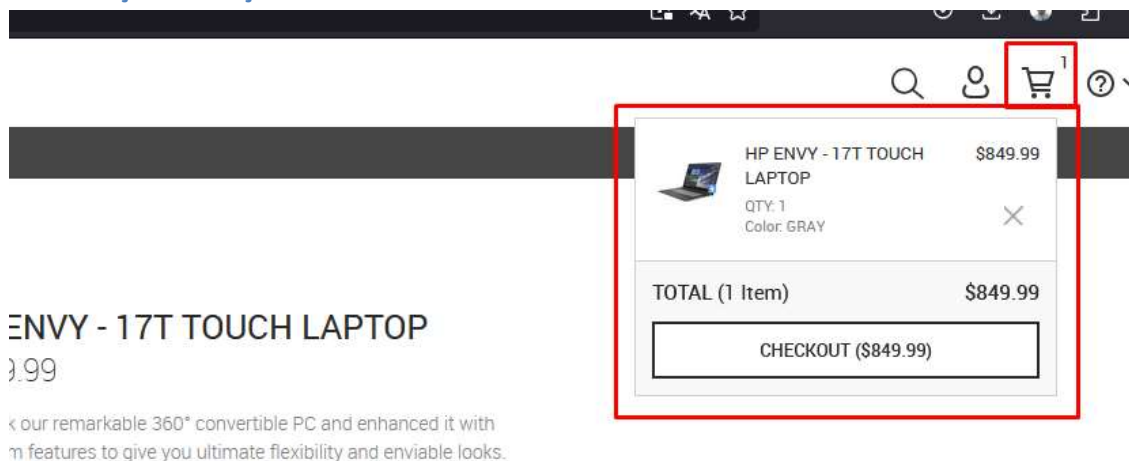 1
HP ENVY - 17T TOUCH
LAPTOP
$849.99
QTY: 1
Color: GRAY
TOTAL (1 Item)
$849.99
CHECKOUT ($849.99)
ENVY - 17T TOUCH LAPTOP
9.99
our remarkable 360° convertible PC and enhanced it with
features to give you ultimate flexibility and enviable looks.